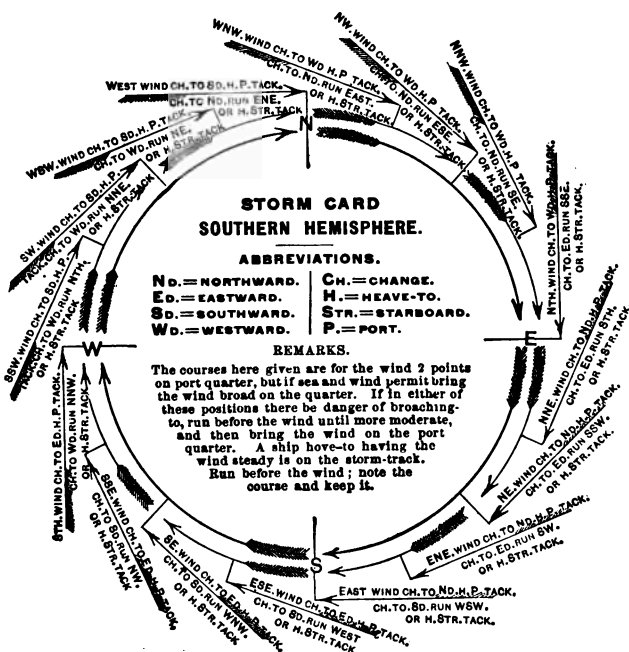 WEST WIND CH. TO SD. H. P. TACK.
CH. TO ND. RUN ENE.
OR H. STR. TACK
WNW. WIND CH. TO WD H. P. TACK.
CH. TO ND. RUN EAST.
OR H. STR. TACK
NW. WIND CH. TO WD. H. P. TACK.
CH. TO ND. RUN ESE.
OR H. STR. TACK.
NNW. WIND CH. TO WD H. P. TACK.
CH. TO ND. RUN SE.
OR H. STR. TACK.
NTH. WIND CH. TO WD. H. P. TACK.
CH. TO ED. RUN SSE.
OR H. STR. TACK.
NNE. WIND CH. TO ND. H. P. TACK.
CH. TO ED. RUN STH.
OR H. STR. TACK.
NE. WIND CH. TO ND. H. P. TACK.
CH. TO ED. RUN SSW.
OR H. STR. TACK.
ENE. WIND CH. TO ND. H. P. TACK.
CH. TO ED. RUN SW.
OR H. STR. TACK.
EAST WIND CH. TO ND. H. P. TACK.
CH. TO SD. RUN WSW.
OR H. STR. TACK.
ESE. WIND CH. TO ED. H. P. TACK.
CH. TO SD. RUN WEST
OR H. STR. TACK
SE. WIND CH. TO ED. H. P. TACK.
CH. TO SD. RUN WNW.
OR H. STR. TACK
SSE. WIND CH. TO ED. H. P. TACK.
CH. TO SD. RUN NW.
OR H. STR. TACK
STH. WIND CH. TO ED. H. P. TACK.
CH. TO WD. RUN NNW.
OR H. STR. TACK.
SSW. WIND CH. TO SD. H. P.
TACK. CH. TO WD. RUN NTH.
OR H. STR. TACK
SW. WIND CH. TO SD. H. P.
TACK. CH. TO WD. RUN NNE.
OR H. STR. TACK
WSW. WIND CH. TO SD. H. P. TACK.
CH. TO WD. RUN NE.
OR H. STR. TACK
N
STORM CARD
SOUTHERN HEMISPHERE.
ABBREVIATIONS.
ND.=NORTHWARD.
ED.=EASTWARD.
SD.=SOUTHWARD.
WD.=WESTWARD.
CH.=CHANGE.
H.=HEAVE-TO.
STR.=STARBOARD.
P.=PORT.
W
E
REMARKS.
The courses here given are for the wind 2 points
on port quarter, but if sea and wind permit bring
the wind broad on the quarter. If in either of
these positions there be danger of broaching-
to, run before the wind until more moderate,
and then bring the wind on the port
quarter. A ship hove-to having the
wind steady is on the storm-track.
Run before the wind; note the
course and keep it.
S